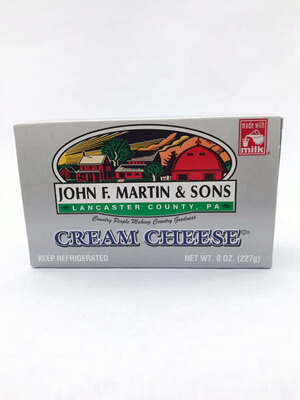 made with
milk
JOHN F. MARTIN & SONS
LANCASTER COUNTY, PA
Country People Making Country Goodness
CREAM CHEESE
KEEP REFRIGERATED
NET WT. 8 OZ. (227g)